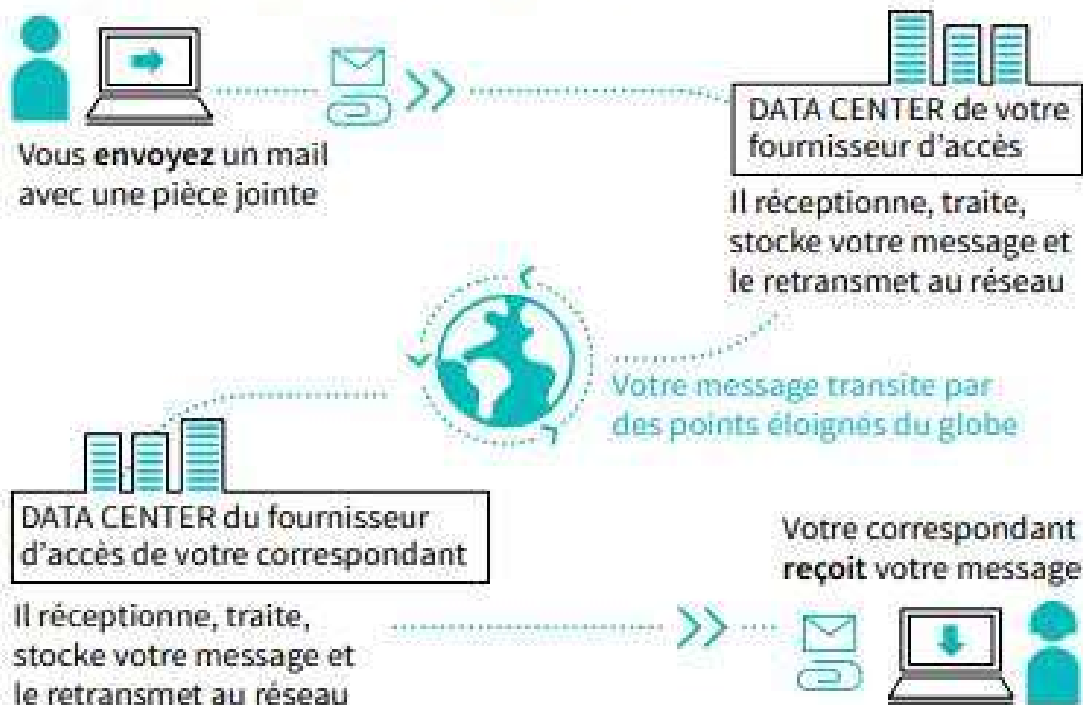 Vous envoyez un mail
avec une pièce jointe
DATA CENTER de votre
fournisseur d'accès
Il réceptionne, traite,
stocke votre message et
le retransmet au réseau
Votre message transite par
des points éloignés du globe
DATA CENTER du fournisseur
d'accès de votre correspondant
Il réceptionne, traite,
stocke votre message et
le retransmet au réseau
Votre correspondant
reçoit votre message